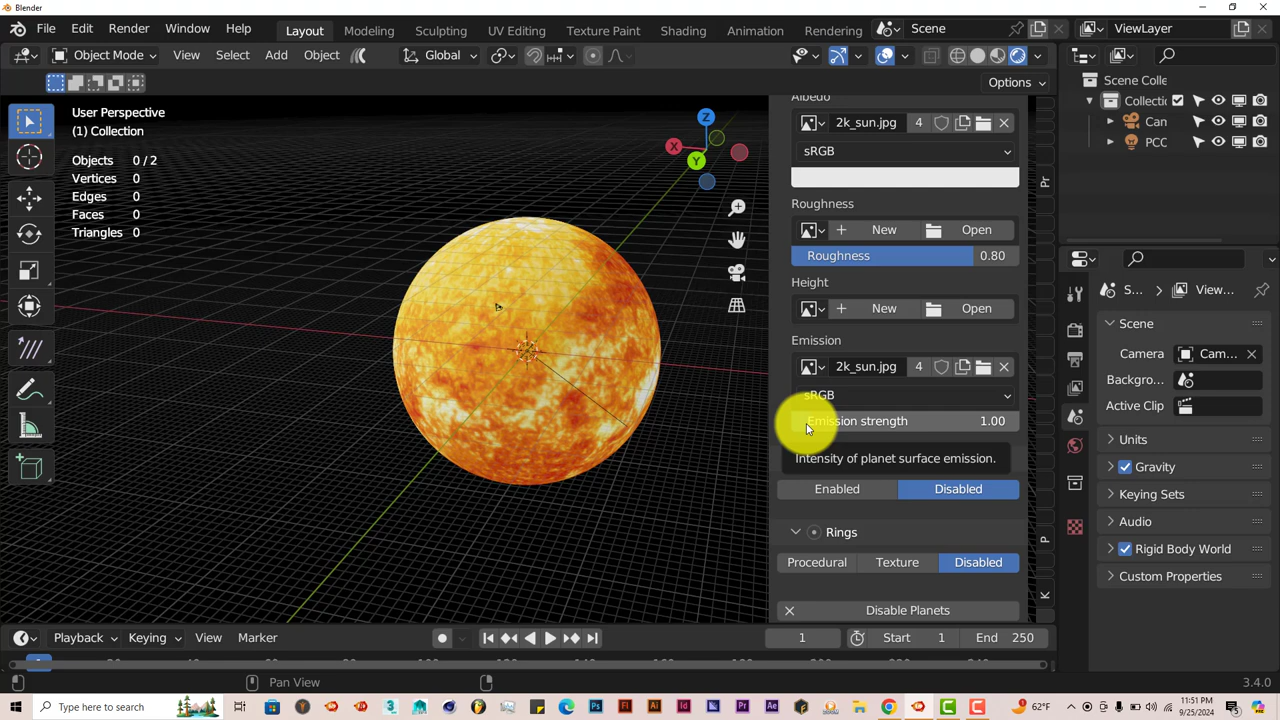 Blender
File Edit Render Window Help Layout Modeling Sculpting UV Editing Texture Paint Shading Animation Rendering Scene ViewLayer
Object Mode View Select Add Object Global
Options
User Perspective
(1) Collection
Objects 0 / 2
Vertices 0
Edges 0
Faces 0
Triangles 0
Z
X
Y
Albedo
2k_sun.jpg 4
sRGB
Roughness
New Open
Roughness 0.80
Height
New Open
Emission
2k_sun.jpg 4
sRGB
Emission strength 1.00
Intensity of planet surface emission.
Enabled Disabled
Rings
Procedural Texture Disabled
Disable Planets
Pr
P
K
Scene Colle
Collecti
Can
PCC
S... View...
Scene
Camera Cam...
Backgro...
Active Clip
Units
Gravity
Keying Sets
Audio
Rigid Body World
Custom Properties
Playback Keying View Marker 1 Start 1 End 250
Pan View 3.4.0
Type here to search 62°F 11:51 PM
9/25/2024